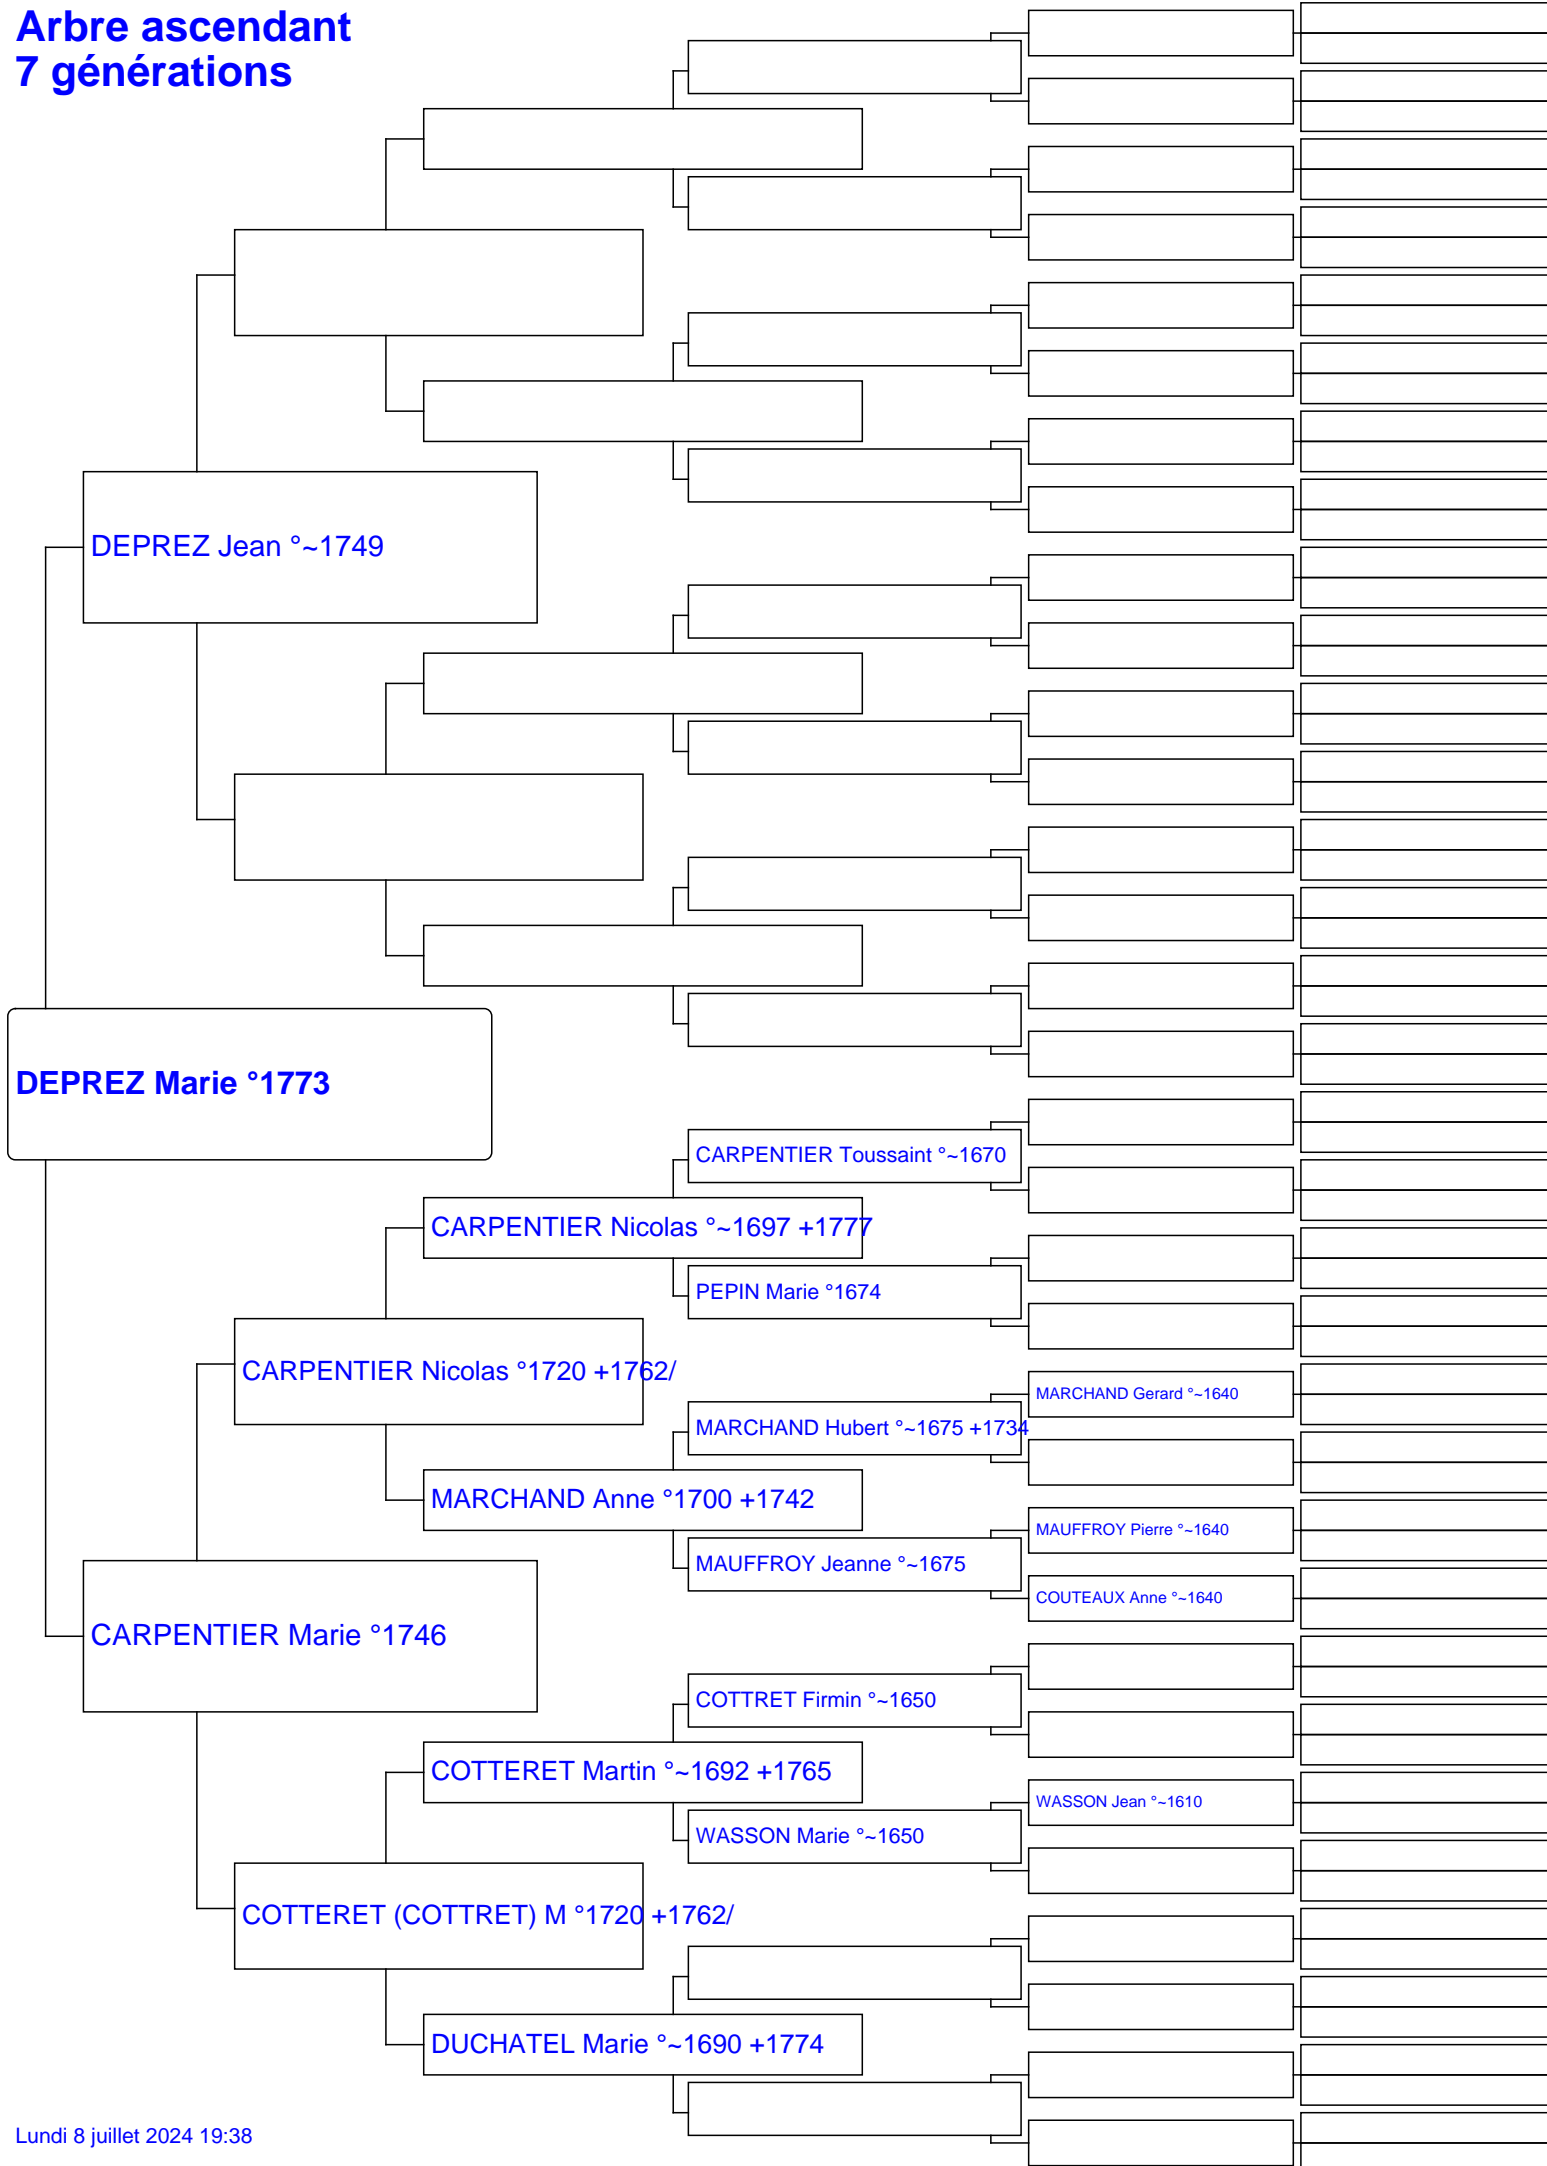 Arbre ascendant
7 générations
DEPREZ Jean °~1749
DEPREZ Marie °1773
CARPENTIER Toussaint °~1670
CARPENTIER Nicolas °~1697 +1777
PEPIN Marie °1674
CARPENTIER Nicolas °1720 +1762/
MARCHAND Gerard °~1640
MARCHAND Hubert °~1675 +1734
MARCHAND Anne °1700 +1742
MAUFFROY Pierre °~1640
MAUFFROY Jeanne °~1675
COUTEAUX Anne °~1640
CARPENTIER Marie °1746
COTTRET Firmin °~1650
COTTERET Martin °~1692 +1765
WASSON Jean °~1610
WASSON Marie °~1650
COTTERET (COTTRET) M °1720 +1762/
DUCHATEL Marie °~1690 +1774
Lundi 8 juillet 2024 19:38